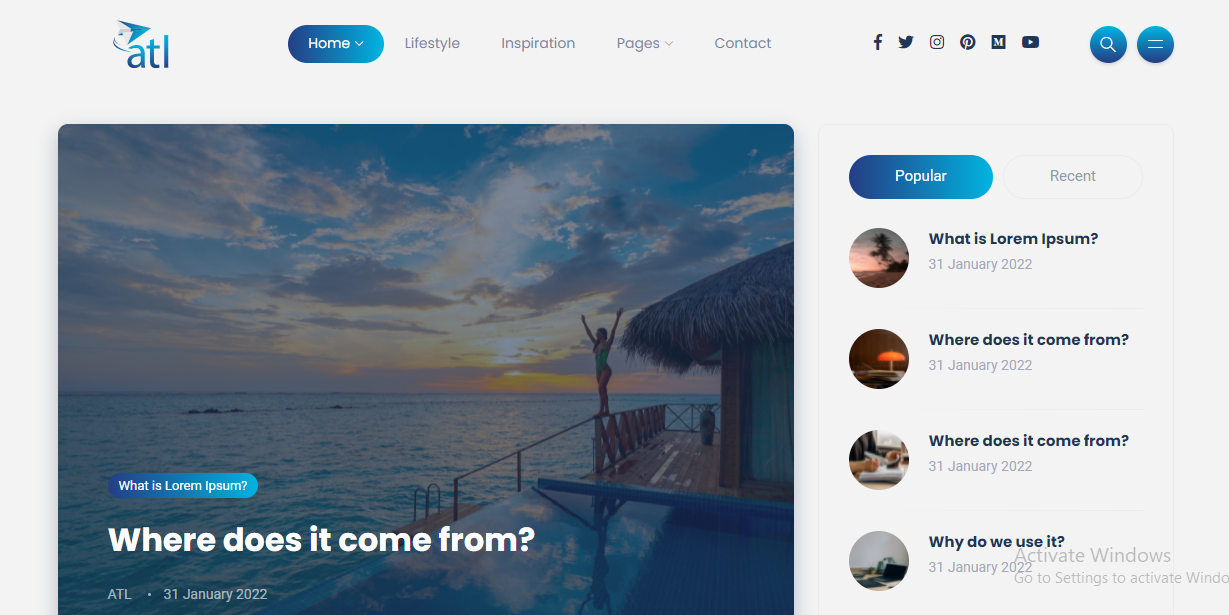 atl
Home Lifestyle Inspiration Pages Contact
What is Lorem Ipsum?
Where does it come from?
ATL • 31 January 2022
Popular Recent
What is Lorem Ipsum?
31 January 2022
Where does it come from?
31 January 2022
Where does it come from?
31 January 2022
Why do we use it?
31 January 2022
Activate Windows
Go to Settings to activate Windo